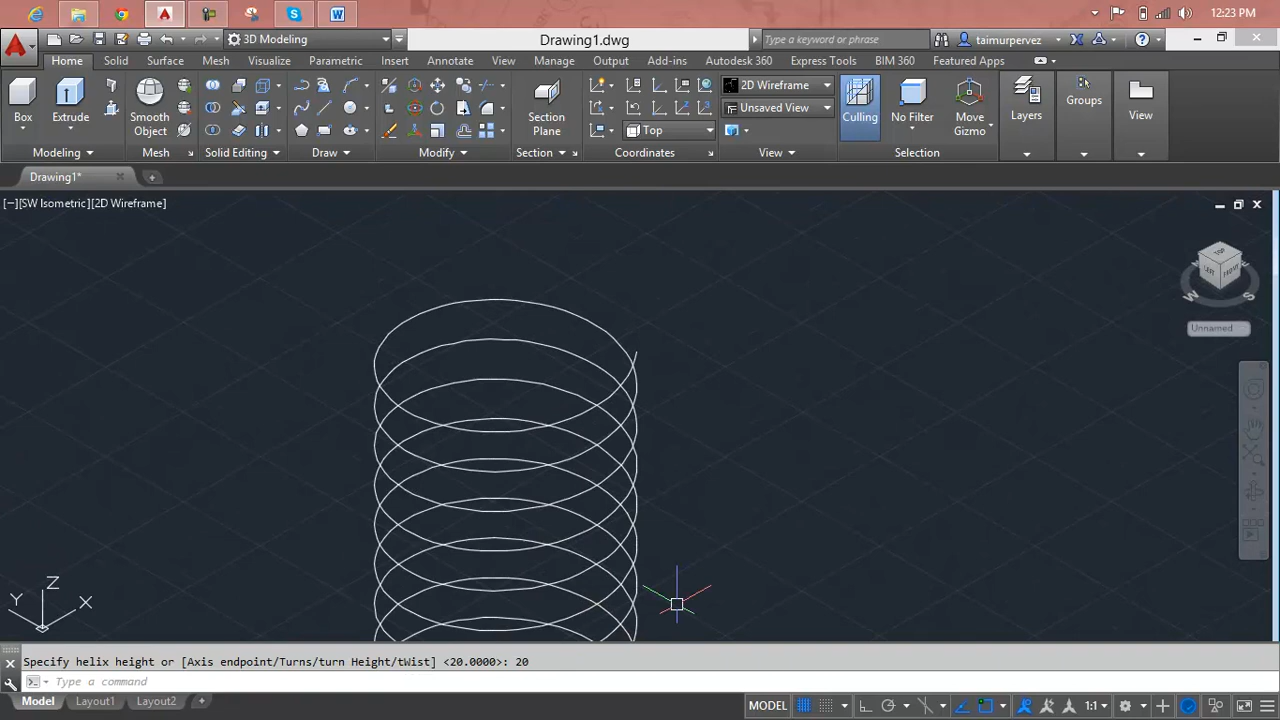 12:23 PM
3D Modeling
Drawing1.dwg
Type a keyword or phrase
taimurpervez
Home Solid Surface Mesh Visualize Parametric Insert Annotate View Manage Output Add-ins Autodesk 360 Express Tools BIM 360 Featured Apps
2D Wireframe
Unsaved View
Top
Box Extrude Smooth Object Section Plane Culling No Filter Move Gizmo Layers Groups View
Modeling Mesh Solid Editing Draw Modify Section Coordinates View Selection
Drawing1*
[−][SW Isometric][2D Wireframe]
TOP
LEFT
FRONT
W
S
Unnamed
Z
Y
X
Specify helix height or [Axis endpoint/Turns/turn Height/tWist] <20.0000>: 20
Type a command
Model Layout1 Layout2
MODEL
1:1